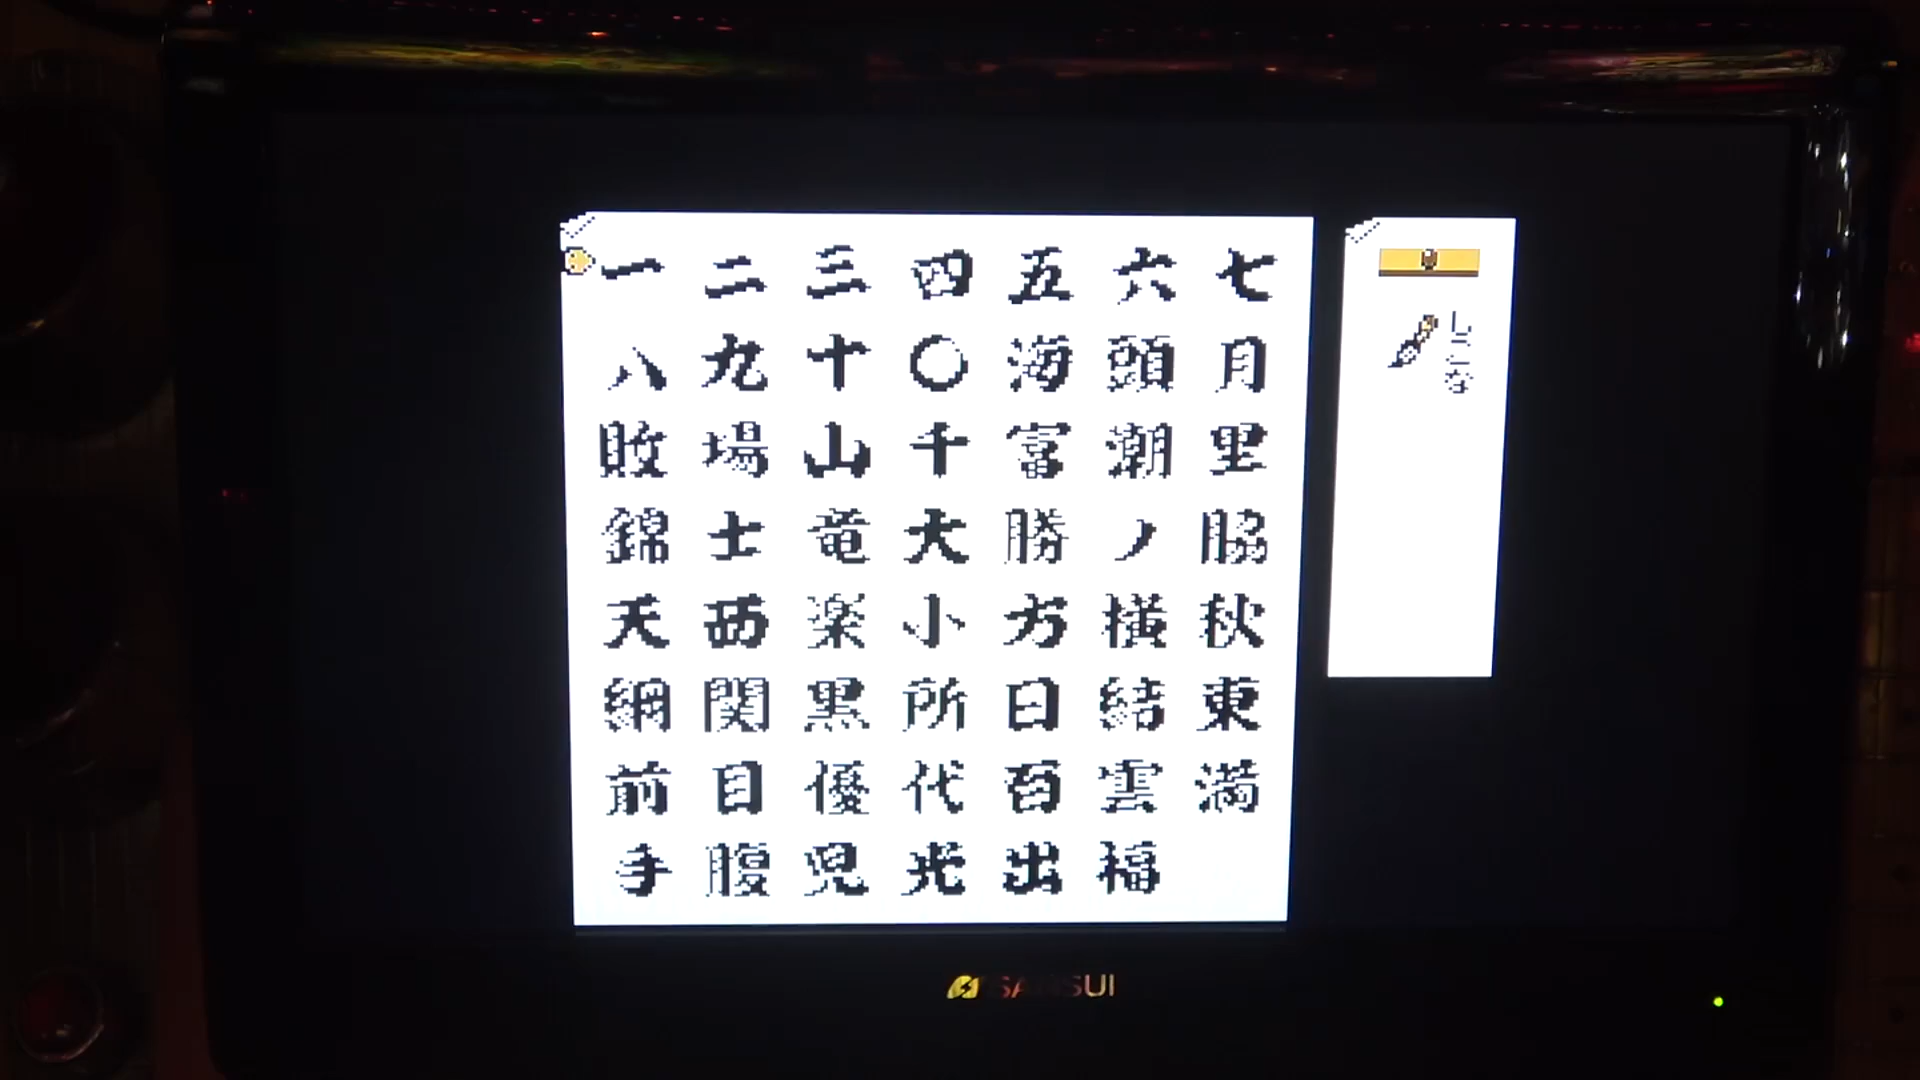 一 二 三 四 五 六 七
八 九 十 〇 海 頭 月
敗 場 山 千 富 潮 里
錦 士 竜 大 勝 ノ 脇
天 西 楽 小 方 横 秋
綱 関 黒 所 日 結 東
前 目 優 代 百 雲 満
手 腹 児 光 出 福
しこな
SANSUI